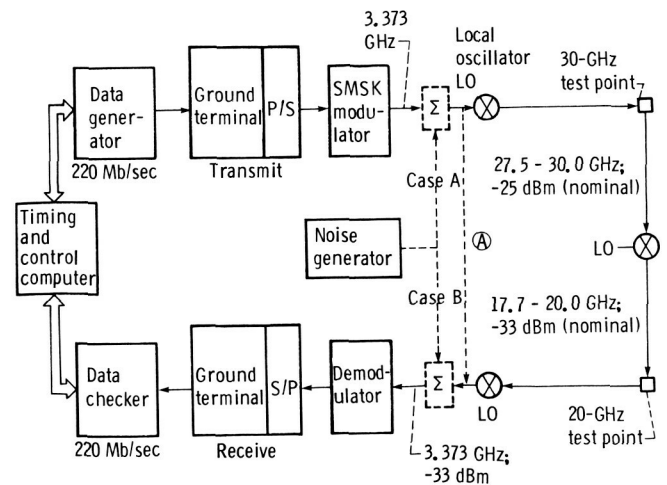 3.373
GHz
Local
oscillator
LO
30-GHz
test point
Data
gener-
ator
220 Mb/sec
Ground
terminal
P/S
Transmit
SMSK
modu-
lator
Σ
27.5 - 30.0 GHz;
-25 dBm (nominal)
Case A
Timing
and
control
computer
Noise
generator
A
LO
Case B
17.7 - 20.0 GHz;
-33 dBm (nominal)
Data
checker
220 Mb/sec
Ground
terminal
S/P
Receive
Demod-
ulator
Σ
LO
20-GHz
test point
3.373 GHz;
-33 dBm